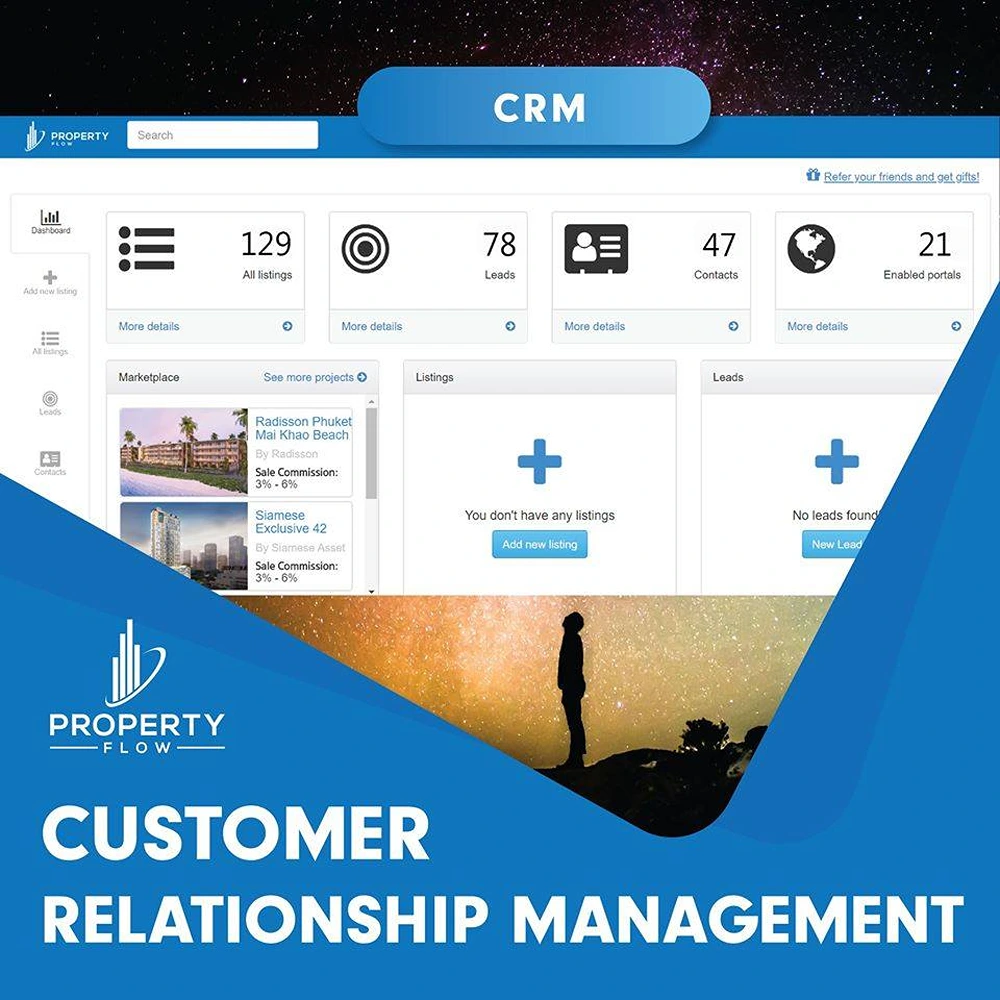 CRM
PROPERTY
FLOW
Search
Refer your friends and get gifts!
Dashboard
Add new listing
All listings
Leads
Contacts
129
All listings
More details
78
Leads
More details
47
Contacts
More details
21
Enabled portals
More details
Marketplace
See more projects
Radisson Phuket
Mai Khao Beach
By Radisson
Sale Commission:
3% - 6%
Siamese
Exclusive 42
By Siamese Asset
Sale Commission:
3% - 6%
Listings
You don't have any listings
Add new listing
Leads
No leads found
New Lead
PROPERTY
FLOW
CUSTOMER
RELATIONSHIP MANAGEMENT